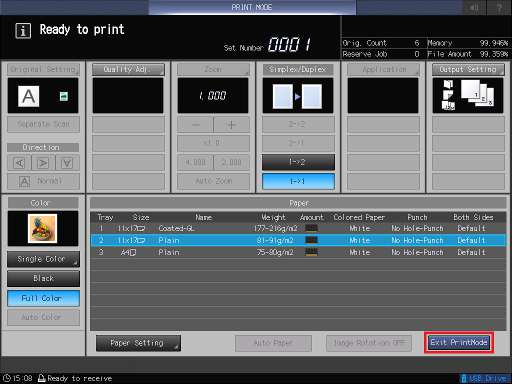 PRINT MODE
Ready to print
Set Number 0001
Orig. Count 6 Memory 99.946%
Reserve Job 0 File Amount 99.359%
Original Setting Quality Adj. Zoom Simplex/Duplex Application Output Setting
A 1.000 1 2 3
Separate Scan - + 2->2
Direction x1.0 2->1
4.000 2.000 1->2
A Normal Auto Zoom 1->1
Color Paper
Tray Size Name Weight Amount Colored Paper Punch Both Sides
1 11x17 Coated-GL 177-216g/m2 White No Hole-Punch Default
2 11x17 Plain 81-91g/m2 White No Hole-Punch Default
3 A4 Plain 75-80g/m2 White No Hole-Punch Default
Single Color
Black
Full Color
Auto Color
Paper Setting Auto Paper Image Rotation OFF Exit PrintMode
15:08 Ready to receive USB Drive